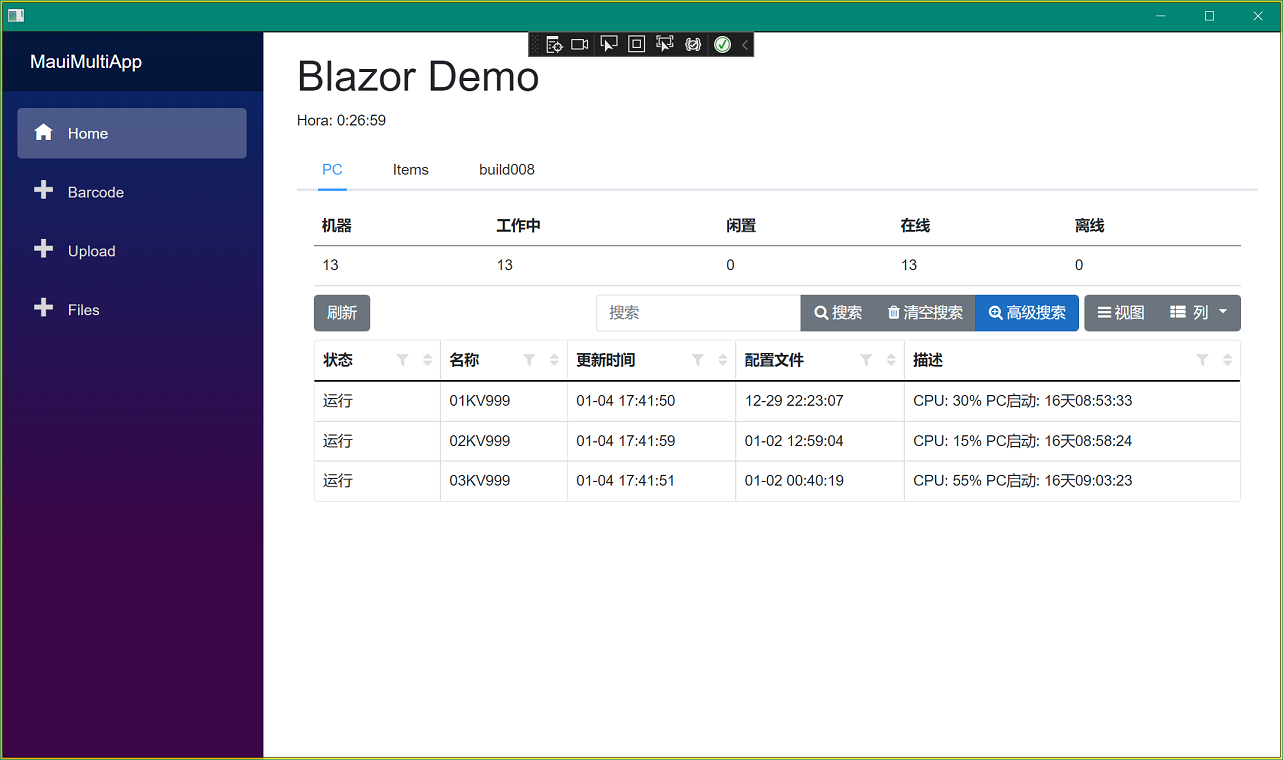 MauiMultiApp
Home
Barcode
Upload
Files
Blazor Demo
Hora: 0:26:59
PC Items build008
机器 工作中 闲置 在线 离线
13 13 0 13 0
刷新 搜索 搜索 清空搜索 高级搜索 视图 列
状态 名称 更新时间 配置文件 描述
运行 01KV999 01-04 17:41:50 12-29 22:23:07 CPU: 30% PC启动: 16天08:53:33
运行 02KV999 01-04 17:41:59 01-02 12:59:04 CPU: 15% PC启动: 16天08:58:24
运行 03KV999 01-04 17:41:51 01-02 00:40:19 CPU: 55% PC启动: 16天09:03:23